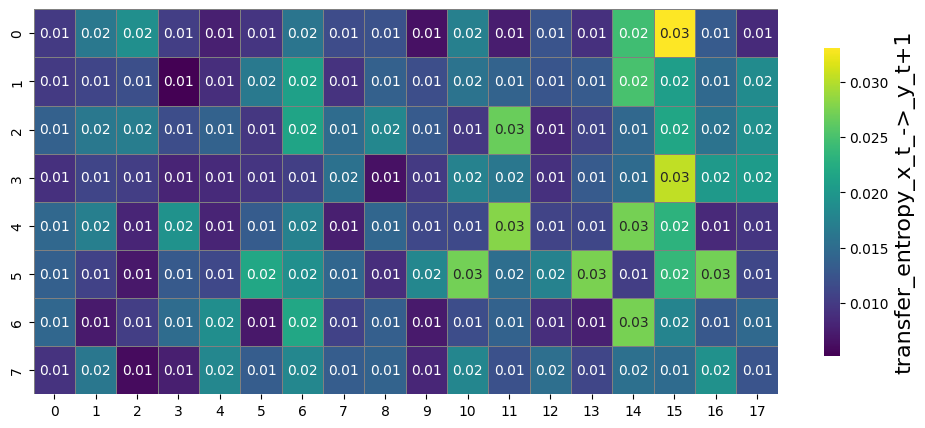 0 0.01 0.02 0.02 0.01 0.01 0.01 0.02 0.01 0.01 0.01 0.02 0.01 0.01 0.01 0.02 0.03 0.01 0.01
1 0.01 0.01 0.01 0.01 0.01 0.02 0.02 0.01 0.01 0.01 0.01 0.01 0.01 0.01 0.02 0.02 0.01 0.02
2 0.01 0.02 0.02 0.01 0.01 0.01 0.02 0.01 0.02 0.01 0.01 0.03 0.01 0.01 0.01 0.02 0.02 0.02
3 0.01 0.01 0.01 0.01 0.01 0.01 0.01 0.02 0.01 0.01 0.02 0.02 0.01 0.01 0.01 0.03 0.02 0.02
4 0.01 0.02 0.01 0.02 0.01 0.01 0.02 0.01 0.01 0.01 0.01 0.03 0.01 0.01 0.03 0.02 0.01 0.01
5 0.01 0.01 0.01 0.01 0.01 0.02 0.02 0.01 0.01 0.02 0.03 0.02 0.02 0.03 0.01 0.02 0.03 0.01
6 0.01 0.01 0.01 0.01 0.02 0.01 0.02 0.01 0.01 0.01 0.01 0.01 0.01 0.01 0.03 0.02 0.01 0.01
7 0.01 0.02 0.01 0.01 0.02 0.01 0.02 0.01 0.02 0.01 0.02 0.01 0.02 0.01 0.02 0.01 0.02 0.01
0 1 2 3 4 5 6 7 8 9 10 11 12 13 14 15 16 17
0.030
0.025
0.020
0.015
0.010
transfer_entropy_x_t_->_y_t+1